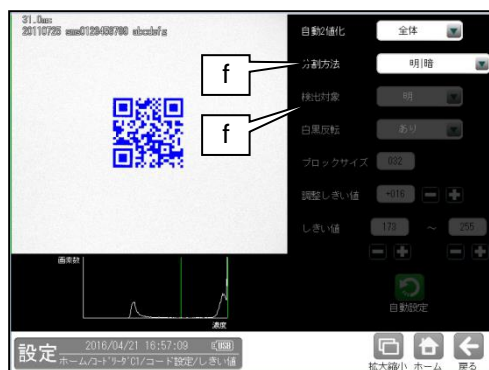 31.0ms
20110725 sms0123456789 abcdefg
自動2値化 全体
分割方法 明|暗
検出対象 明
白黒反転 あり
ブロックサイズ 032
調整しきい値 +016
しきい値 170 ～ 255
自動設定
f
f
画素数
濃度
設定
2016/04/21 16:57:09 USB
ホーム/コードリーダ C1/コード設定/しきい値
拡大縮小 ホーム 戻る